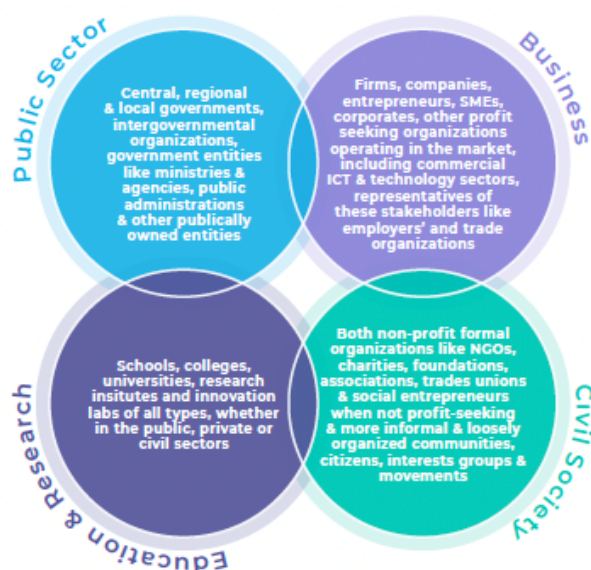 Public Sector
Central, regional
& local governments,
intergovernmental
organizations,
government entities
like ministries &
agencies, public
administrations
& other publically
owned entities
Business
Firms, companies,
entrepreneurs, SMEs,
corporates, other profit
seeking organizations
operating in the market,
including commercial
ICT & technology sectors,
representatives of
these stakeholders like
employers' and trade
organizations
Education & Research
Schools, colleges,
universities, research
insitutes and innovation
labs of all types, whether
in the public, private or
civil sectors
Civil Society
Both non-profit formal
organizations like NGOs,
charities, foundations,
associations, trades unions
& social entrepreneurs
when not profit-seeking
& more informal & loosely
organized communities,
citizens, interests groups &
movements